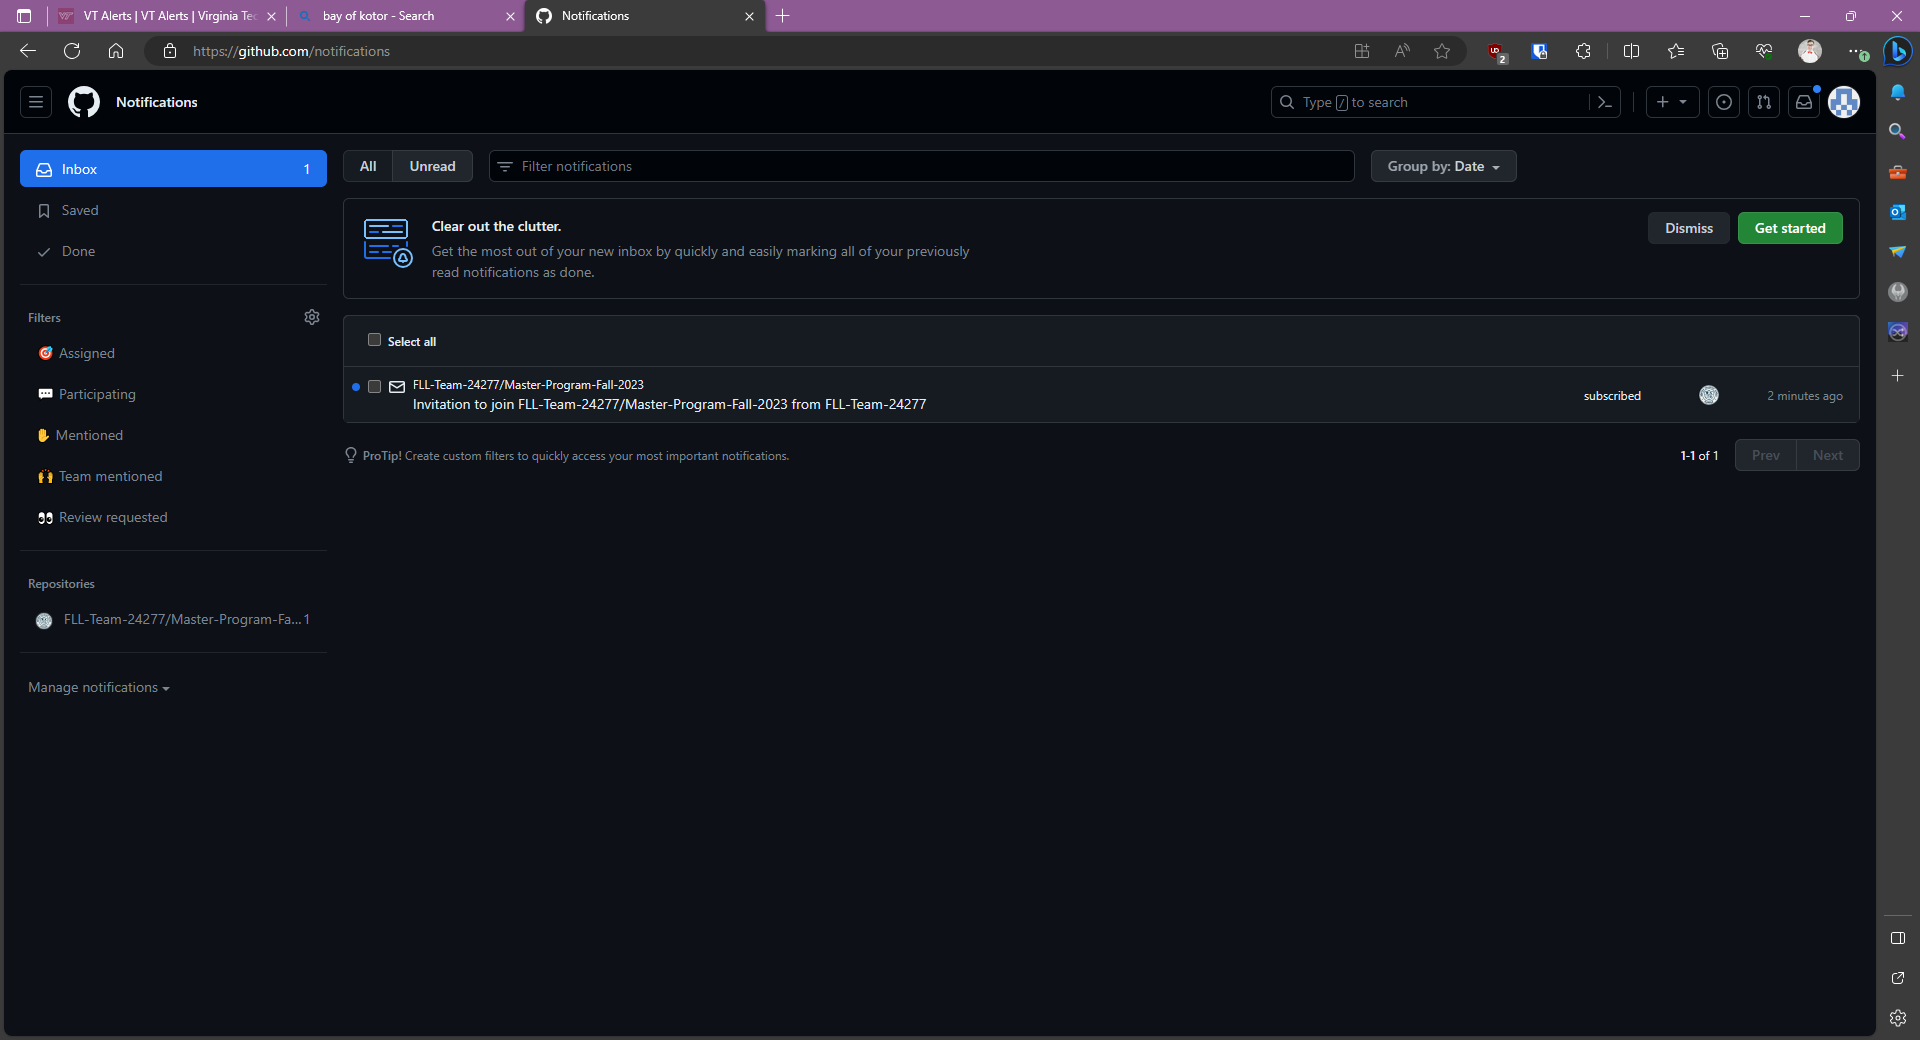 VT Alerts | VT Alerts | Virginia Tec
bay of kotor - Search
Notifications
https://github.com/notifications
2
1
Notifications
Type / to search
Inbox 1
Saved
Done
Filters
Assigned
Participating
Mentioned
Team mentioned
Review requested
Repositories
FLL-Team-24277/Master-Program-Fa... 1
Manage notifications
All Unread
Filter notifications
Group by: Date
Clear out the clutter.
Get the most out of your new inbox by quickly and easily marking all of your previously
read notifications as done.
Dismiss
Get started
Select all
FLL-Team-24277/Master-Program-Fall-2023
Invitation to join FLL-Team-24277/Master-Program-Fall-2023 from FLL-Team-24277
subscribed
2 minutes ago
ProTip! Create custom filters to quickly access your most important notifications.
1-1 of 1
Prev Next